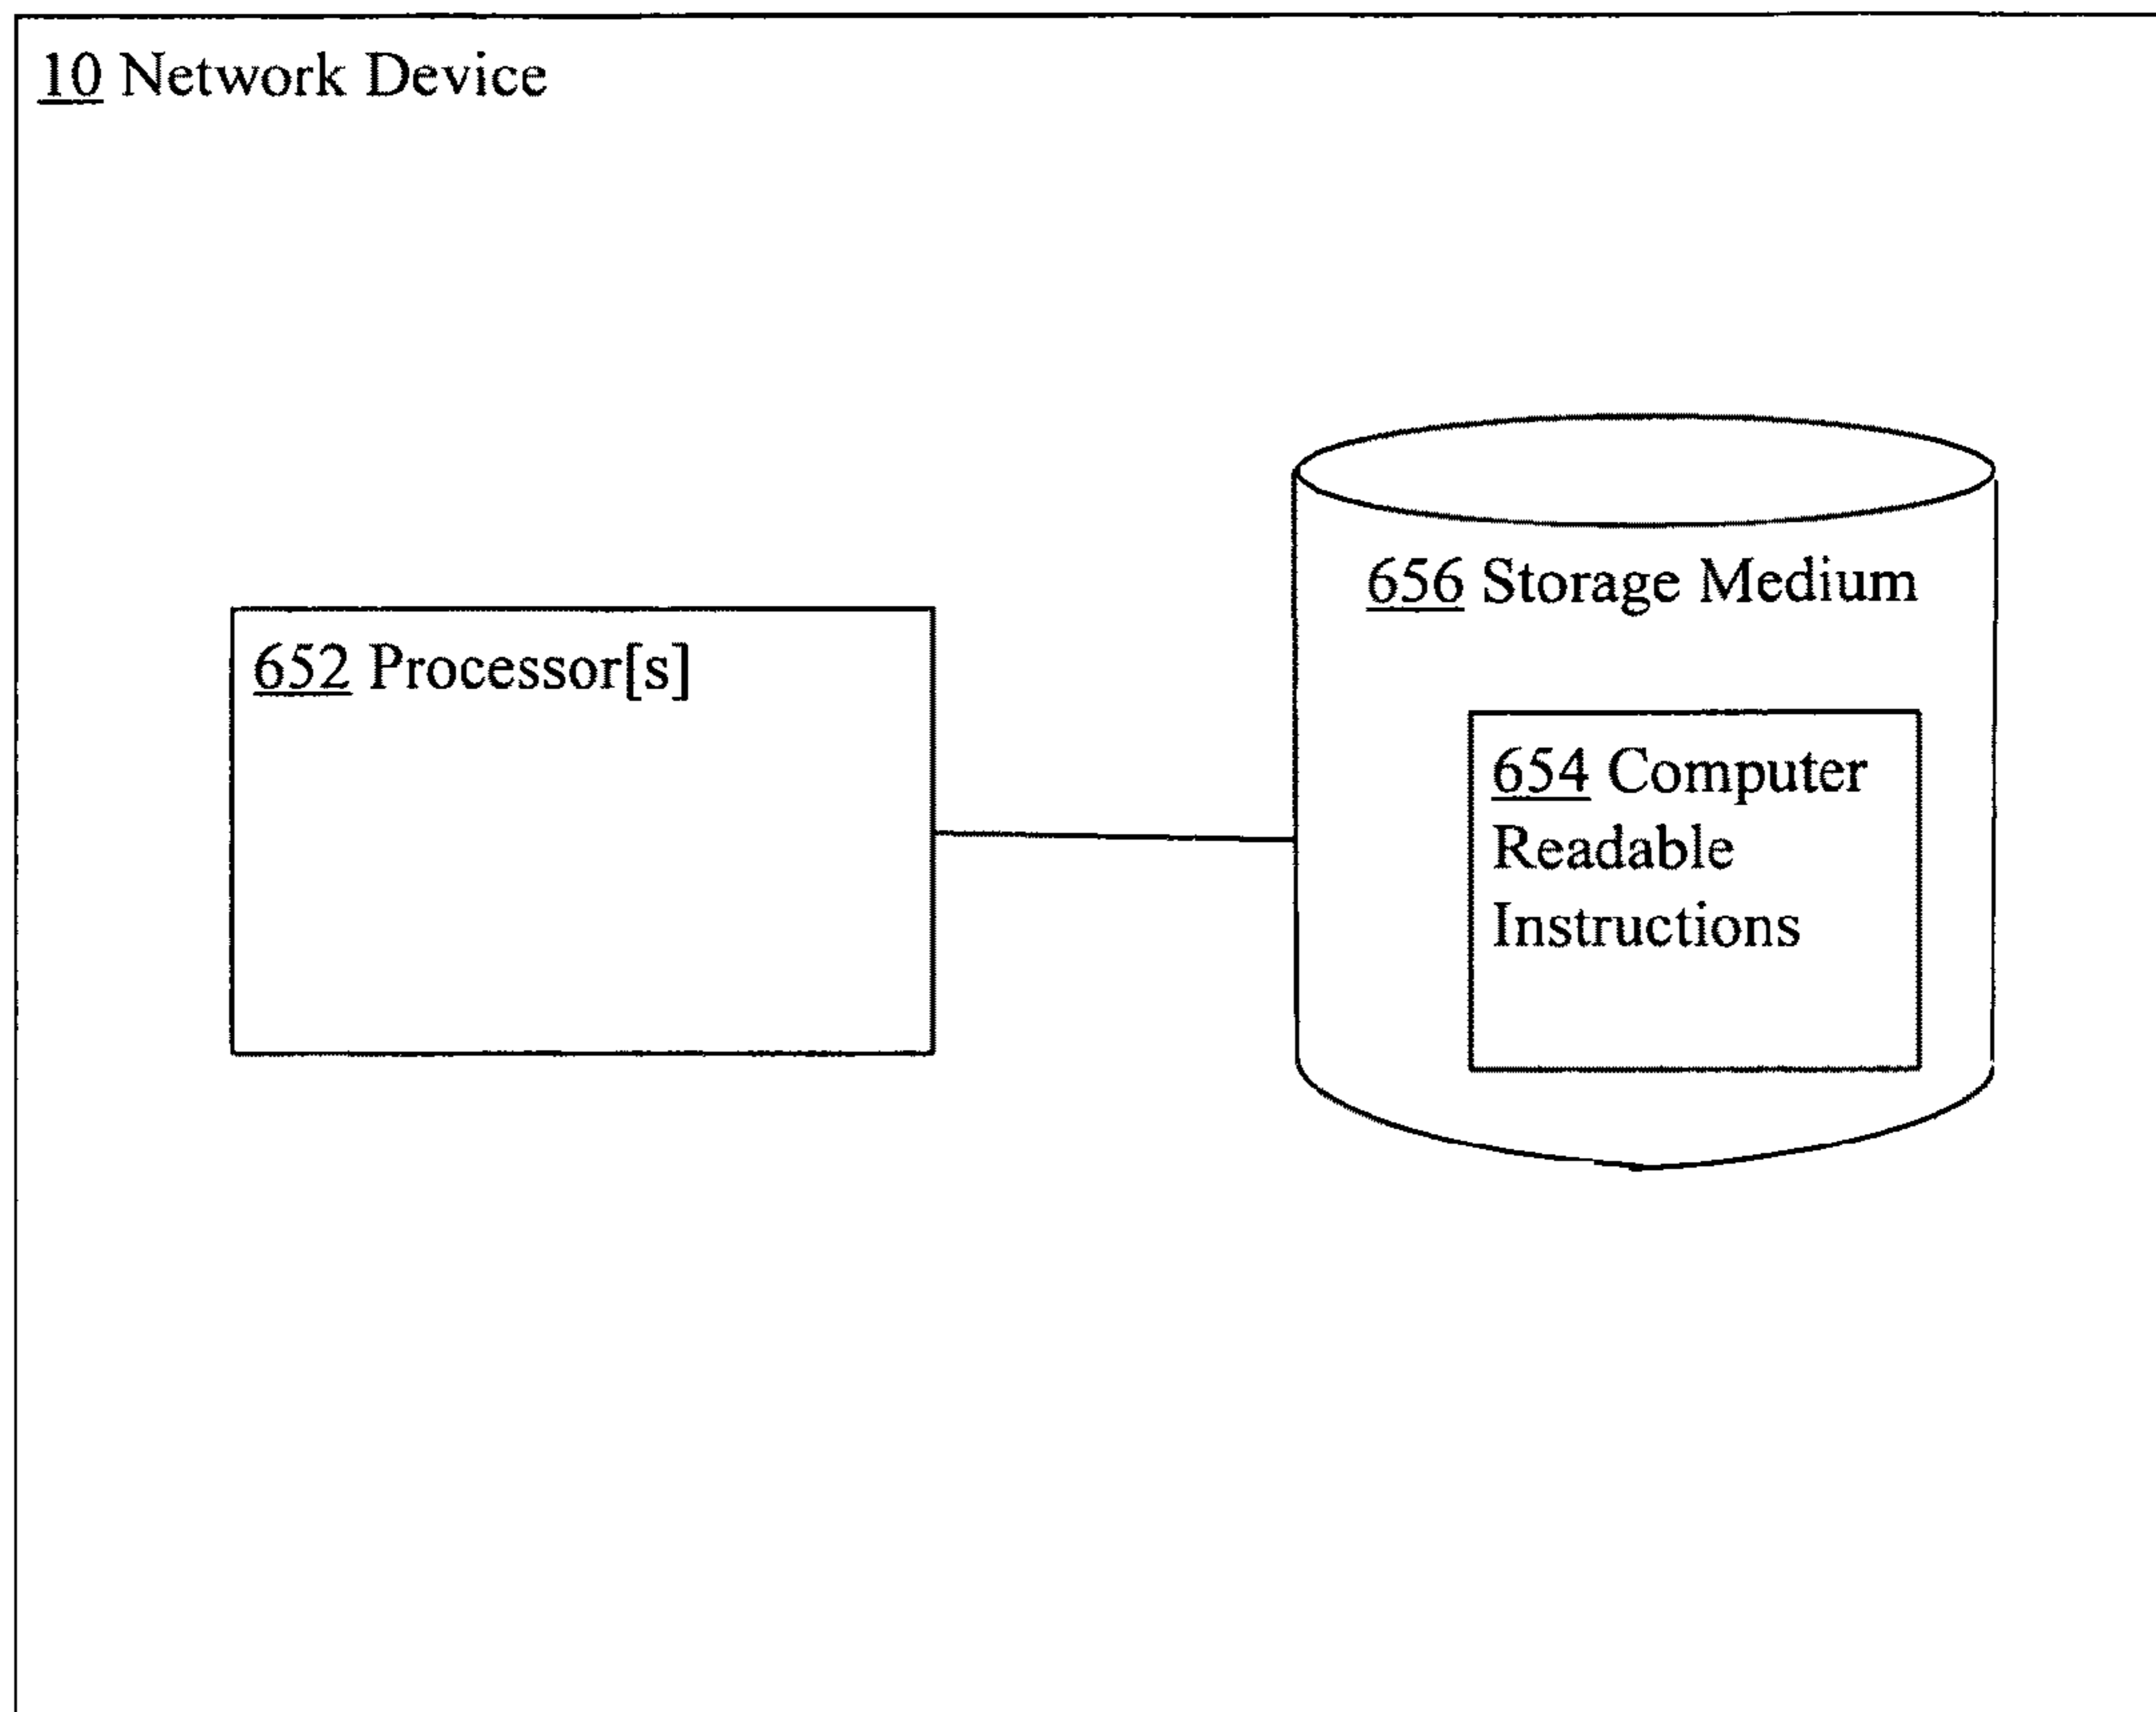 10 Network Device
656 Storage Medium
652 Processor[s]
654 Computer
Readable
Instructions